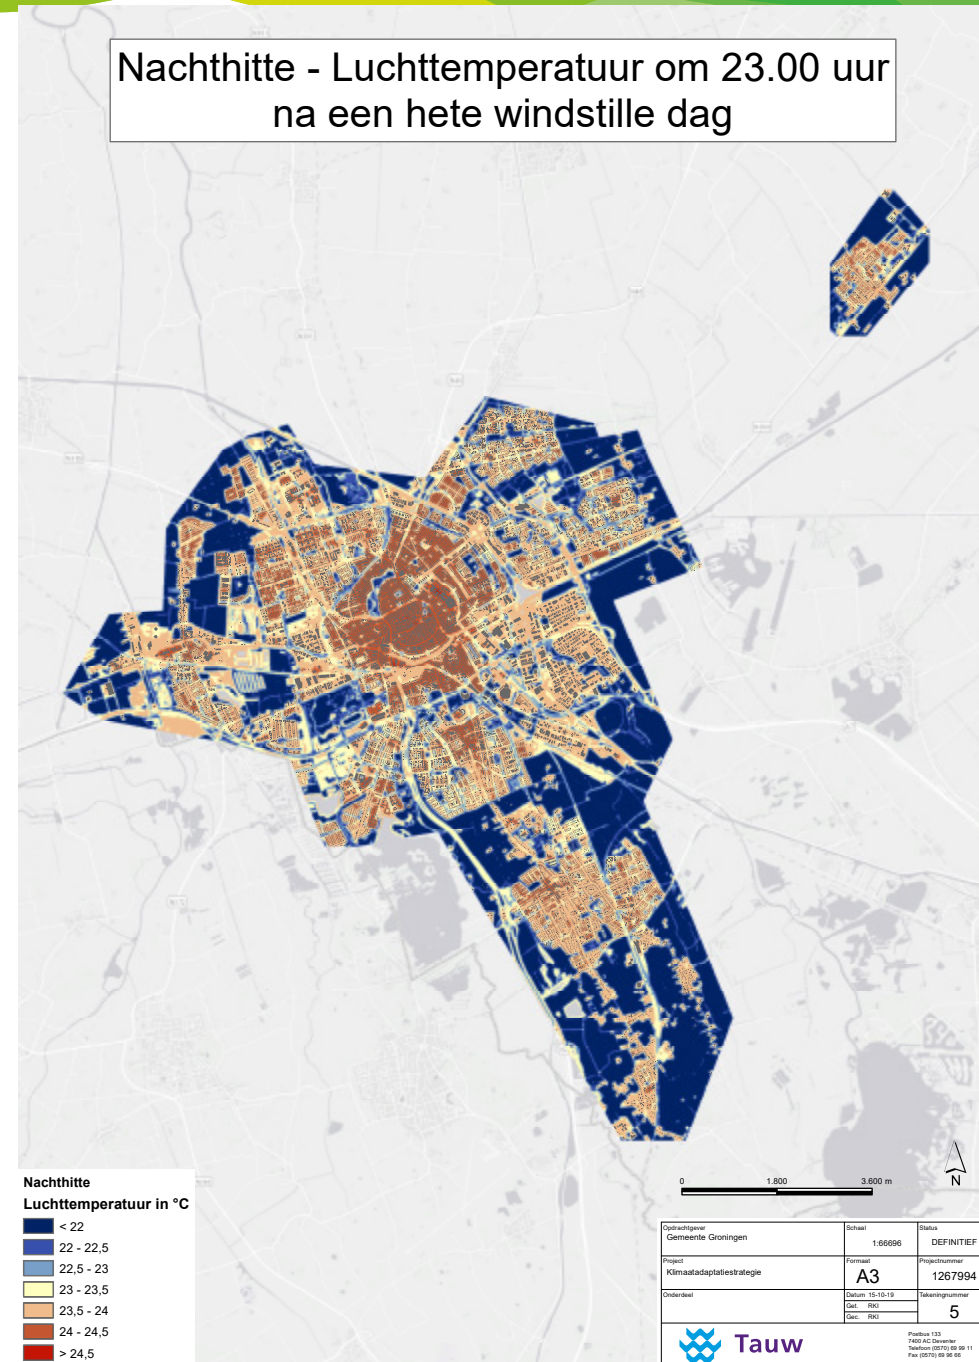 Nachthitte - Luchttemperatuur om 23.00 uur
na een hete windstille dag
Nachthitte
Luchttemperatuur in °C
< 22
22 - 22,5
22,5 - 23
23 - 23,5
23,5 - 24
24 - 24,5
> 24,5
0 1.800 3.600 m
N
Opdrachtgever
Gemeente Groningen
Schaal
1:66696
Status
DEFINITIEF
Project
Klimaatadaptatiestrategie
Formaat
A3
Projectnummer
1267994
Onderdeel
Datum 15-10-19
Get. RKI
Gec. RKI
Tekeningnummer
5
Tauw
Postbus 133
7400 AC Deventer
Telefoon (0570) 69 99 11
Fax (0570) 69 96 66